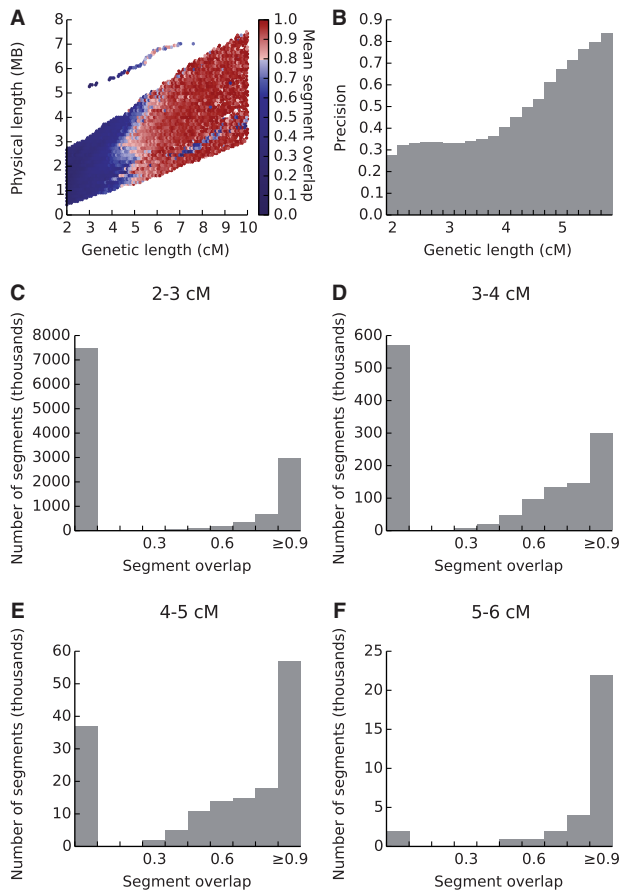 A
8
7
6
5
4
3
2
1
0
Physical length (MB)
2 3 4 5 6 7 8 9 10
Genetic length (cM)
1.0
0.9
0.8
0.7
0.6
0.5
0.4
0.3
0.2
0.1
0.0
Mean segment overlap
B
0.9
0.8
0.7
0.6
0.5
0.4
0.3
0.2
0.1
0.0
Precision
2 3 4 5
Genetic length (cM)
C
2-3 cM
8000
7000
6000
5000
4000
3000
2000
1000
0
Number of segments (thousands)
0.3 0.6 ≥0.9
Segment overlap
D
3-4 cM
600
500
400
300
200
100
0
Number of segments (thousands)
0.3 0.6 ≥0.9
Segment overlap
E
4-5 cM
60
50
40
30
20
10
0
Number of segments (thousands)
0.3 0.6 ≥0.9
Segment overlap
F
5-6 cM
25
20
15
10
5
0
Number of segments (thousands)
0.3 0.6 ≥0.9
Segment overlap